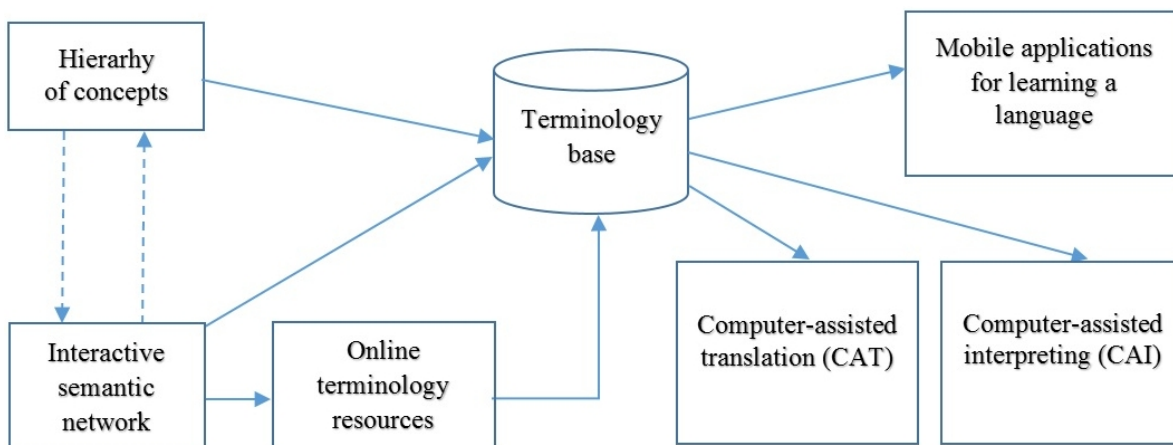 Hierarhy
of concepts
Terminology
base
Mobile applications
for learning a
language
Interactive
semantic
network
Online
terminology
resources
Computer-assisted
translation (CAT)
Computer-assisted
interpreting (CAI)